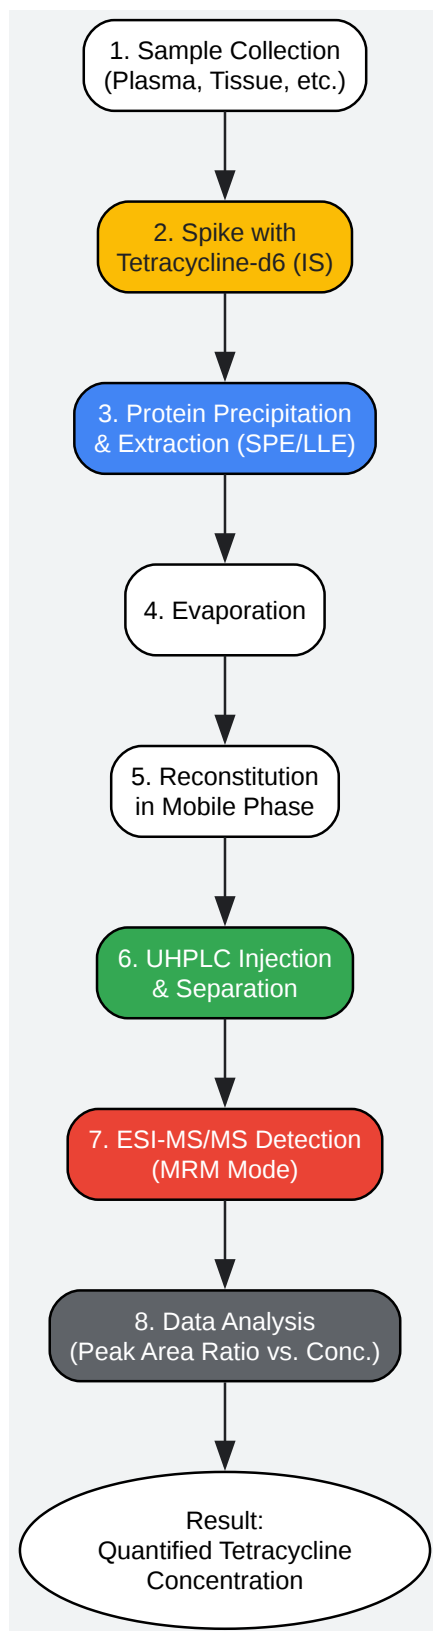 1. Sample Collection
(Plasma, Tissue, etc.)
2. Spike with
Tetracycline-d6 (IS)
3. Protein Precipitation
& Extraction (SPE/LLE)
4. Evaporation
5. Reconstitution
in Mobile Phase
6. UHPLC Injection
& Separation
7. ESI-MS/MS Detection
(MRM Mode)
8. Data Analysis
(Peak Area Ratio vs. Conc.)
Result:
Quantified Tetracycline
Concentration